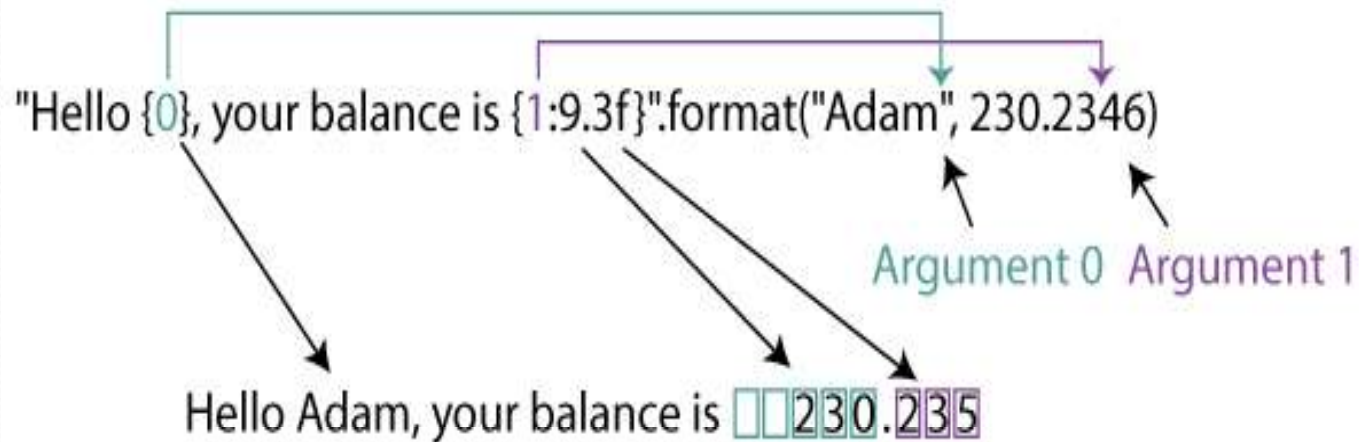 "Hello {0}, your balance is {1:9.3f}".format("Adam", 230.2346)
Argument 0 Argument 1
Hello Adam, your balance is 230.235